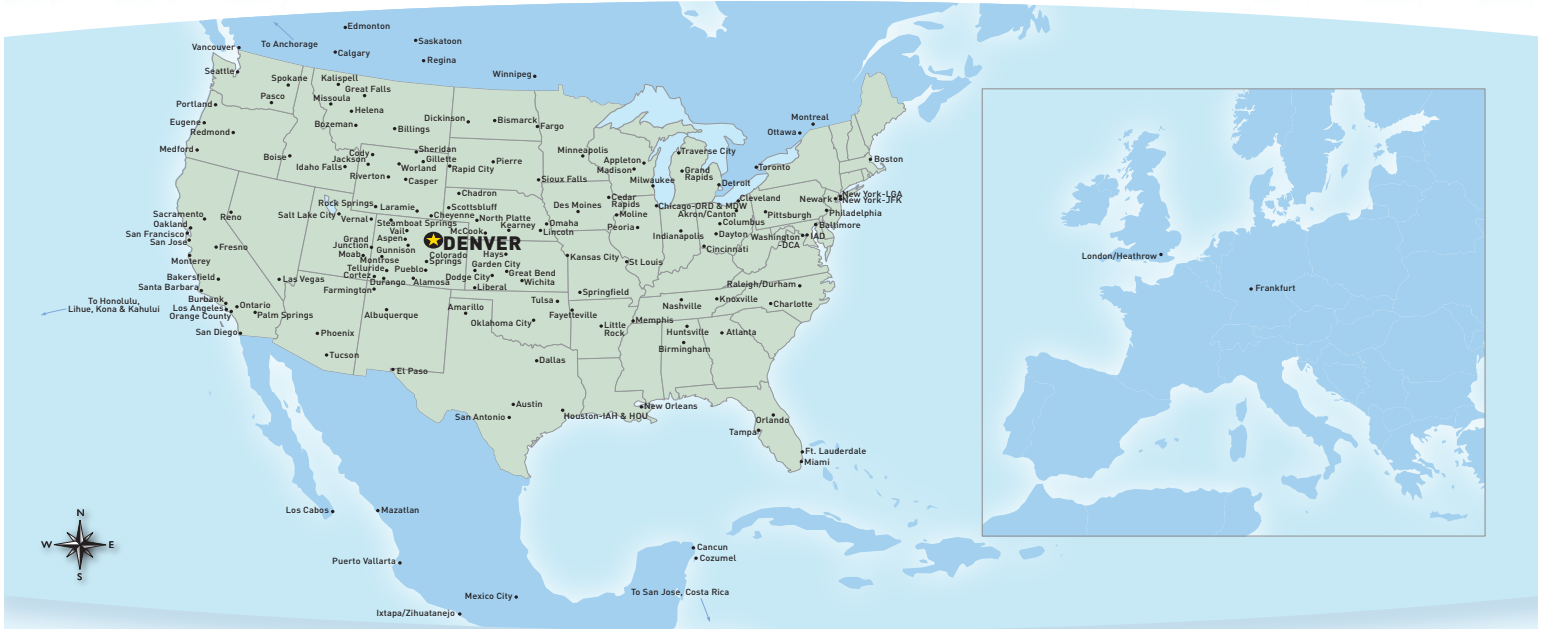 Edmonton
To Anchorage
Saskatoon
Vancouver
Calgary
Regina
Seattle
Winnipeg
Spokane
Kalispell
Great Falls
Pasco
Missoula
Portland
Helena
Montreal
Eugene
Bozeman
Billings
Dickinson
Bismarck
Fargo
Ottawa
Redmond
Medford
Boise
Cody
Jackson
Idaho Falls
Sheridan
Gillette
Worland
Rapid City
Pierre
Minneapolis
Appleton
Madison
Traverse City
Boston
Riverton
Casper
Sioux Falls
Milwaukee
Grand
Rapids
Toronto
Detroit
Chadron
Rock Springs
Laramie
Scottsbluff
Des Moines
Cedar
Rapids
Chicago-ORD & MDW
Cleveland
New York-LGA
Newark
New York-JFK
Sacramento
Reno
Salt Lake City
Vernal
Cheyenne
North Platte
Moline
Akron/Canton
Pittsburgh
Philadelphia
Oakland
Steamboat Springs
Kearney
Omaha
Lincoln
Peoria
Columbus
Baltimore
San Francisco
Vail
McCook
Indianapolis
Dayton
Washington
-DCA
IAD
San Jose
Grand
Junction
Aspen
DENVER
Fresno
Gunnison
Cincinnati
Moab
Montrose
Colorado
Springs
Hays
Kansas City
St Louis
London/Heathrow
Monterey
Telluride
Pueblo
Garden City
Great Bend
Bakersfield
Las Vegas
Cortez
Durango
Alamosa
Dodge City
Wichita
Santa Barbara
Farmington
Liberal
Springfield
Raleigh/Durham
Frankfurt
To Honolulu,
Lihue, Kona & Kahului
Burbank
Los Angeles
Orange County
Ontario
Palm Springs
Albuquerque
Amarillo
Tulsa
Fayetteville
Nashville
Knoxville
Charlotte
San Diego
Phoenix
Oklahoma City
Little
Rock
Memphis
Huntsville
Atlanta
Birmingham
Tucson
El Paso
Dallas
Austin
San Antonio
Houston-IAH & HOU
New Orleans
Orlando
Tampa
Ft. Lauderdale
Miami
N
W
E
S
Los Cabos
Mazatlan
Cancun
Cozumel
Puerto Vallarta
Mexico City
To San Jose, Costa Rica
Ixtapa/Zihuatanejo